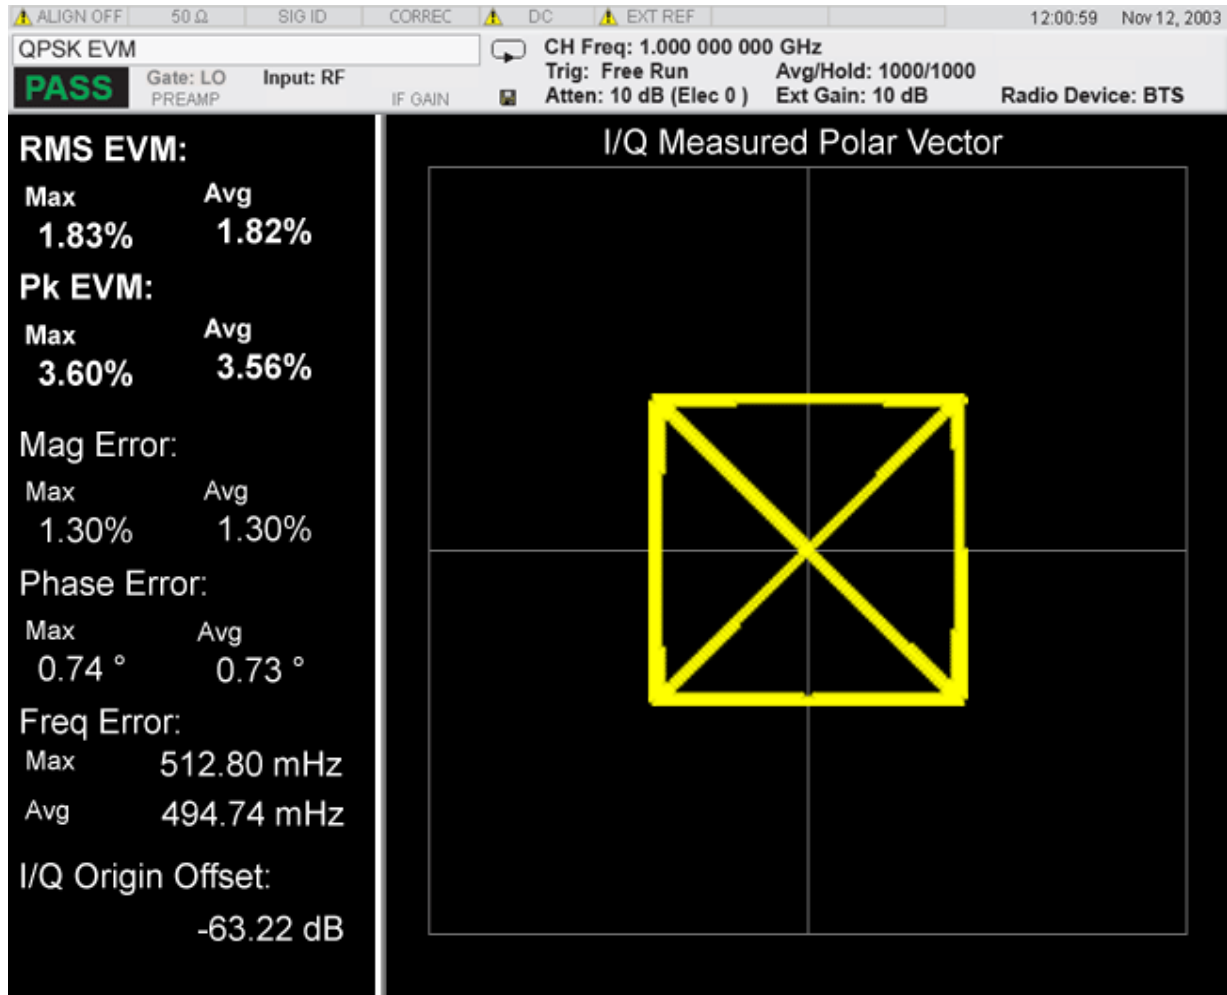 ALIGN OFF 50 Ω SIG ID CORREC DC EXT REF 12:00:59 Nov 12, 2003
QPSK EVM
CH Freq: 1.000 000 000 GHz
PASS Gate: LO Input: RF Trig: Free Run Avg/Hold: 1000/1000
PREAMP IF GAIN Atten: 10 dB (Elec 0 ) Ext Gain: 10 dB Radio Device: BTS
RMS EVM:
Max Avg
1.83% 1.82%
Pk EVM:
Max Avg
3.60% 3.56%
Mag Error:
Max Avg
1.30% 1.30%
Phase Error:
Max Avg
0.74 ° 0.73 °
Freq Error:
Max 512.80 mHz
Avg 494.74 mHz
I/Q Origin Offset:
-63.22 dB
I/Q Measured Polar Vector